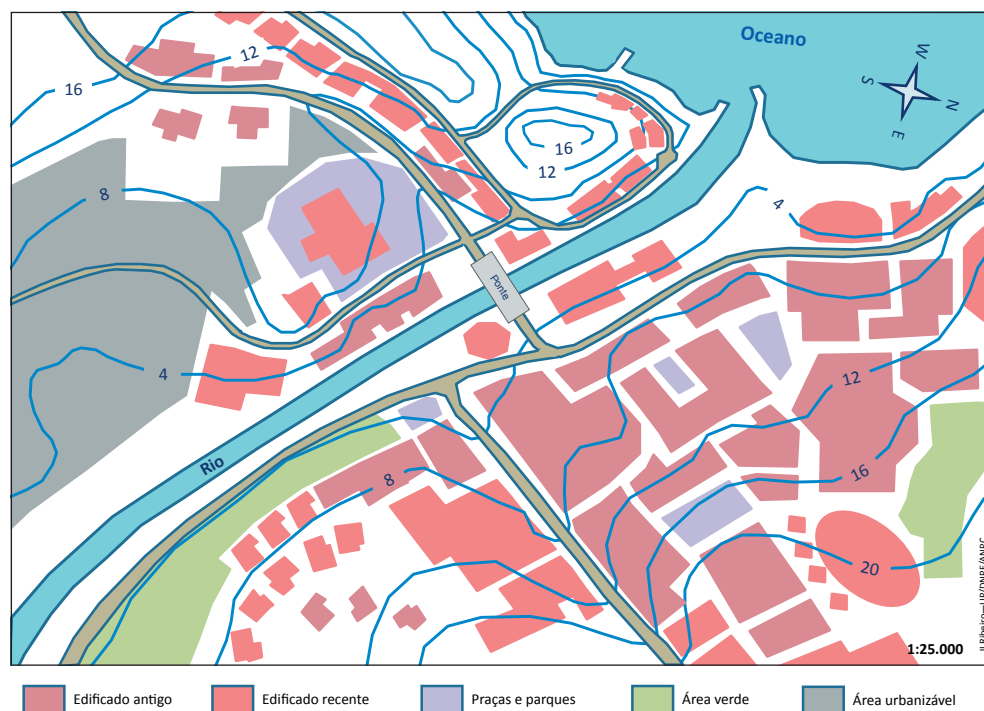 Oceano
W
S
N
E
12
16
16
12
8
4
Ponte
4
12
Rio
8
16
20
1:25.000
Edificado antigo
Edificado recente
Praças e parques
Área verde
Área urbanizável